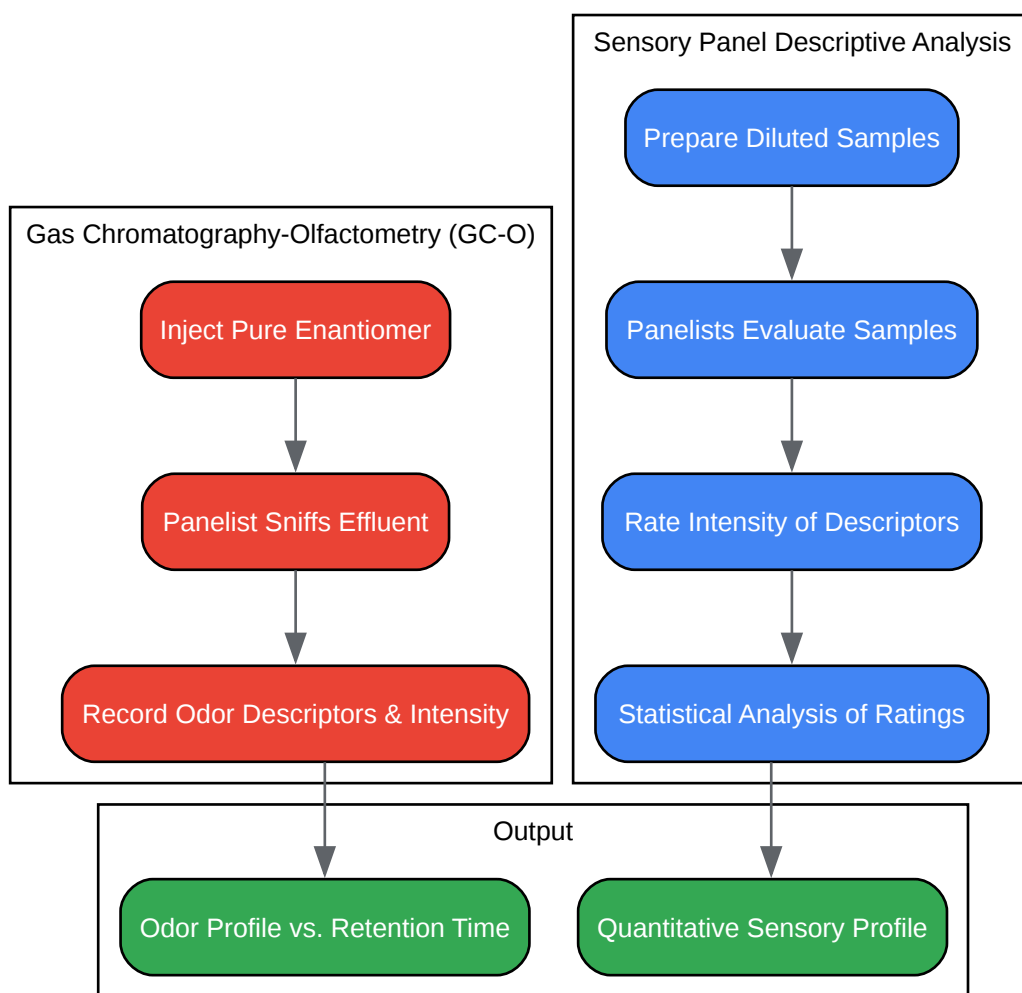 Sensory Panel Descriptive Analysis
Prepare Diluted Samples
Panelists Evaluate Samples
Rate Intensity of Descriptors
Statistical Analysis of Ratings
Gas Chromatography-Olfactometry (GC-O)
Inject Pure Enantiomer
Panelist Sniffs Effluent
Record Odor Descriptors & Intensity
Output
Odor Profile vs. Retention Time
Quantitative Sensory Profile